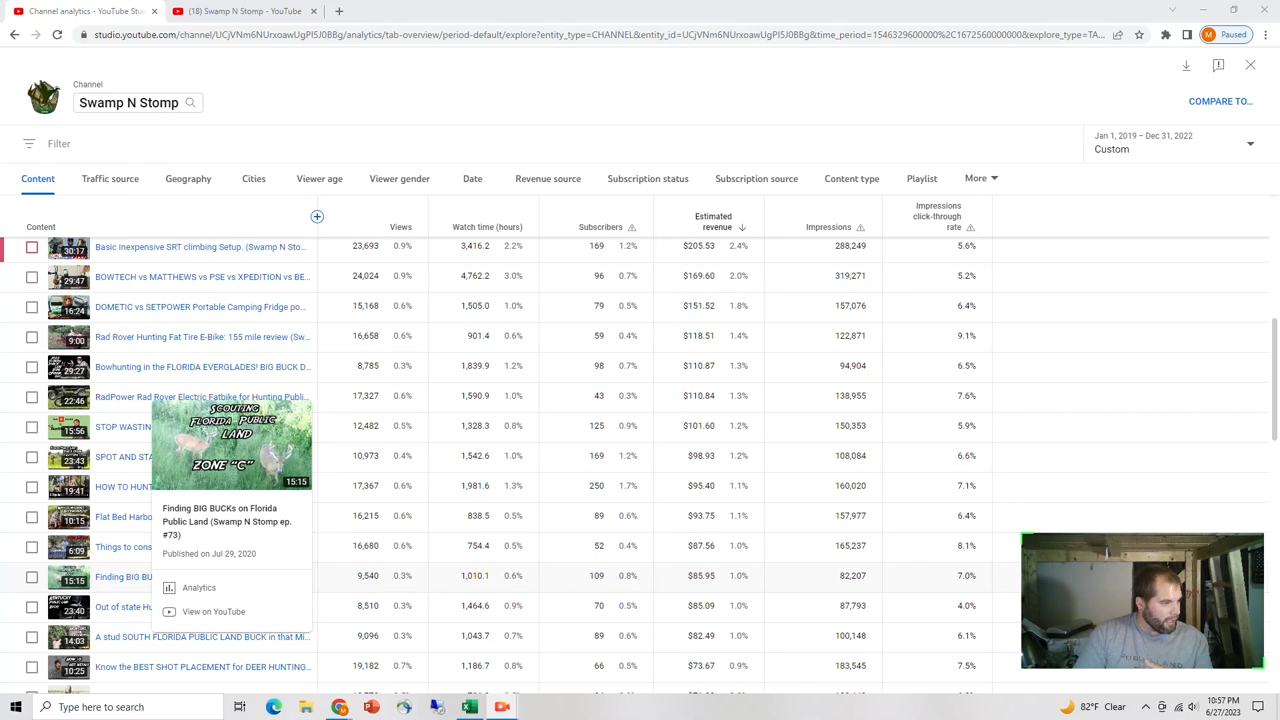 Channel analytics - YouTube St
(18) Swamp N Stomp - YouTube
studio.youtube.com/channel/UCjVNm6NUrxoawUgPI5J0BBg/analytics/tab-overview/period-default/explore?entity_type=CHANNEL&entity_id=UCjVNm6NUrxoawUgPI5J0BBg&time_period=1546329600000%2C1672560000000&explore_type=TA...
M Paused
Channel
Swamp N Stomp
COMPARE TO...
Filter
Jan 1, 2019 – Dec 31, 2022
Custom
Content Traffic source Geography Cities Viewer age Viewer gender Date Revenue source Subscription status Subscription source Content type Playlist More
Content Views Watch time (hours) Subscribers Estimated revenue Impressions Impressions click-through rate
30:17 Basic Inexpensive SRT climbing Setup. (Swamp N Sto... 23,693 0.9% 3,416.2 2.2% 169 1.2% $205.53 2.4% 288,249 5.6%
29:47 BOWTECH vs MATTHEWS vs PSE vs XPEDITION vs BE... 24,024 0.9% 4,762.2 3.0% 96 0.7% $169.60 2.0% 319,271 5.2%
16:24 DOMETIC vs SETPOWER Portable Camping Fridge po... 15,168 0.6% 1,505.0 1.0% 79 0.5% $151.52 1.8% 157,076 6.4%
9:00 Rad Rover Hunting Fat Tire E-Bike: 155 mile review (Sw... 16,658 0.6% 901.4 0.6% 59 0.4% $118.51 1.4% 122,871 9.1%
29:27 Bowhunting in the FLORIDA EVERGLADES! BIG BUCK D... 8,785 0.3% 1,839.9 1.2% 98 0.7% $110.87 1.3% 94,904 6.5%
22:46 RadPower Rad Rover Electric Fatbike for Hunting Publi... 17,327 0.6% 1,590.9 1.0% 43 0.3% $110.84 1.3% 138,955 7.6%
15:56 STOP WASTIN 12,482 0.5% 1,328.3 0.8% 125 0.9% $101.60 1.2% 150,353 5.9%
23:43 SPOT AND STA 10,973 0.4% 1,542.6 1.0% 169 1.2% $98.93 1.2% 108,084 6.6%
19:41 HOW TO HUNT 17,367 0.6% 1,981.6 1.3% 250 1.7% $95.40 1.1% 160,020 7.1%
10:15 Flat Bed Harbo 16,215 0.6% 838.2 0.5% 89 0.6% $93.75 1.1% 157,977 6.4%
6:09 Things to cons 16,680 0.6% 754.4 0.5% 52 0.4% $87.56 1.0% 165,237 8.1%
15:15 Finding BIG BU 9,540 0.3% 1,010.1 0.6% 109 0.8% $85.95 1.0% 82,207 7.0%
23:40 Out of state Hu 8,510 0.3% 1,464.6 0.9% 70 0.5% $85.09 1.0% 87,793 4.0%
14:03 A stud SOUTH FLORIDA PUBLIC LAND BUCK in that Mi... 9,096 0.3% 1,043.7 0.7% 89 0.6% $82.49 1.0% 100,148 6.1%
10:25 Know the BEST SHOT PLACEMENT for DEER HUNTING... 19,182 0.7% 1,186.7 0.8% 0.5% $73.67 0.9% 183,545 7.5%
SCOUTING
FLORIDA PUBLIC
LAND
ZONE "C"
15:15
Finding BIG BUCKs on Florida
Public Land (Swamp N Stomp ep.
#73)
Published on Jul 29, 2020
Analytics
View on YouTube
Type here to search
82°F Clear
10:57 PM
6/27/2023